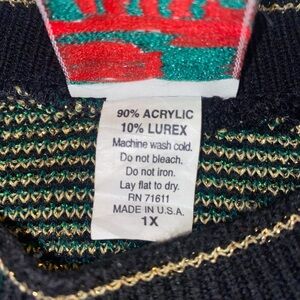 90% ACRYLIC
10% LUREX
Machine wash cold.
Do not bleach.
Do not iron.
Lay flat to dry.
RN 71611
MADE IN U.S.A.
1X